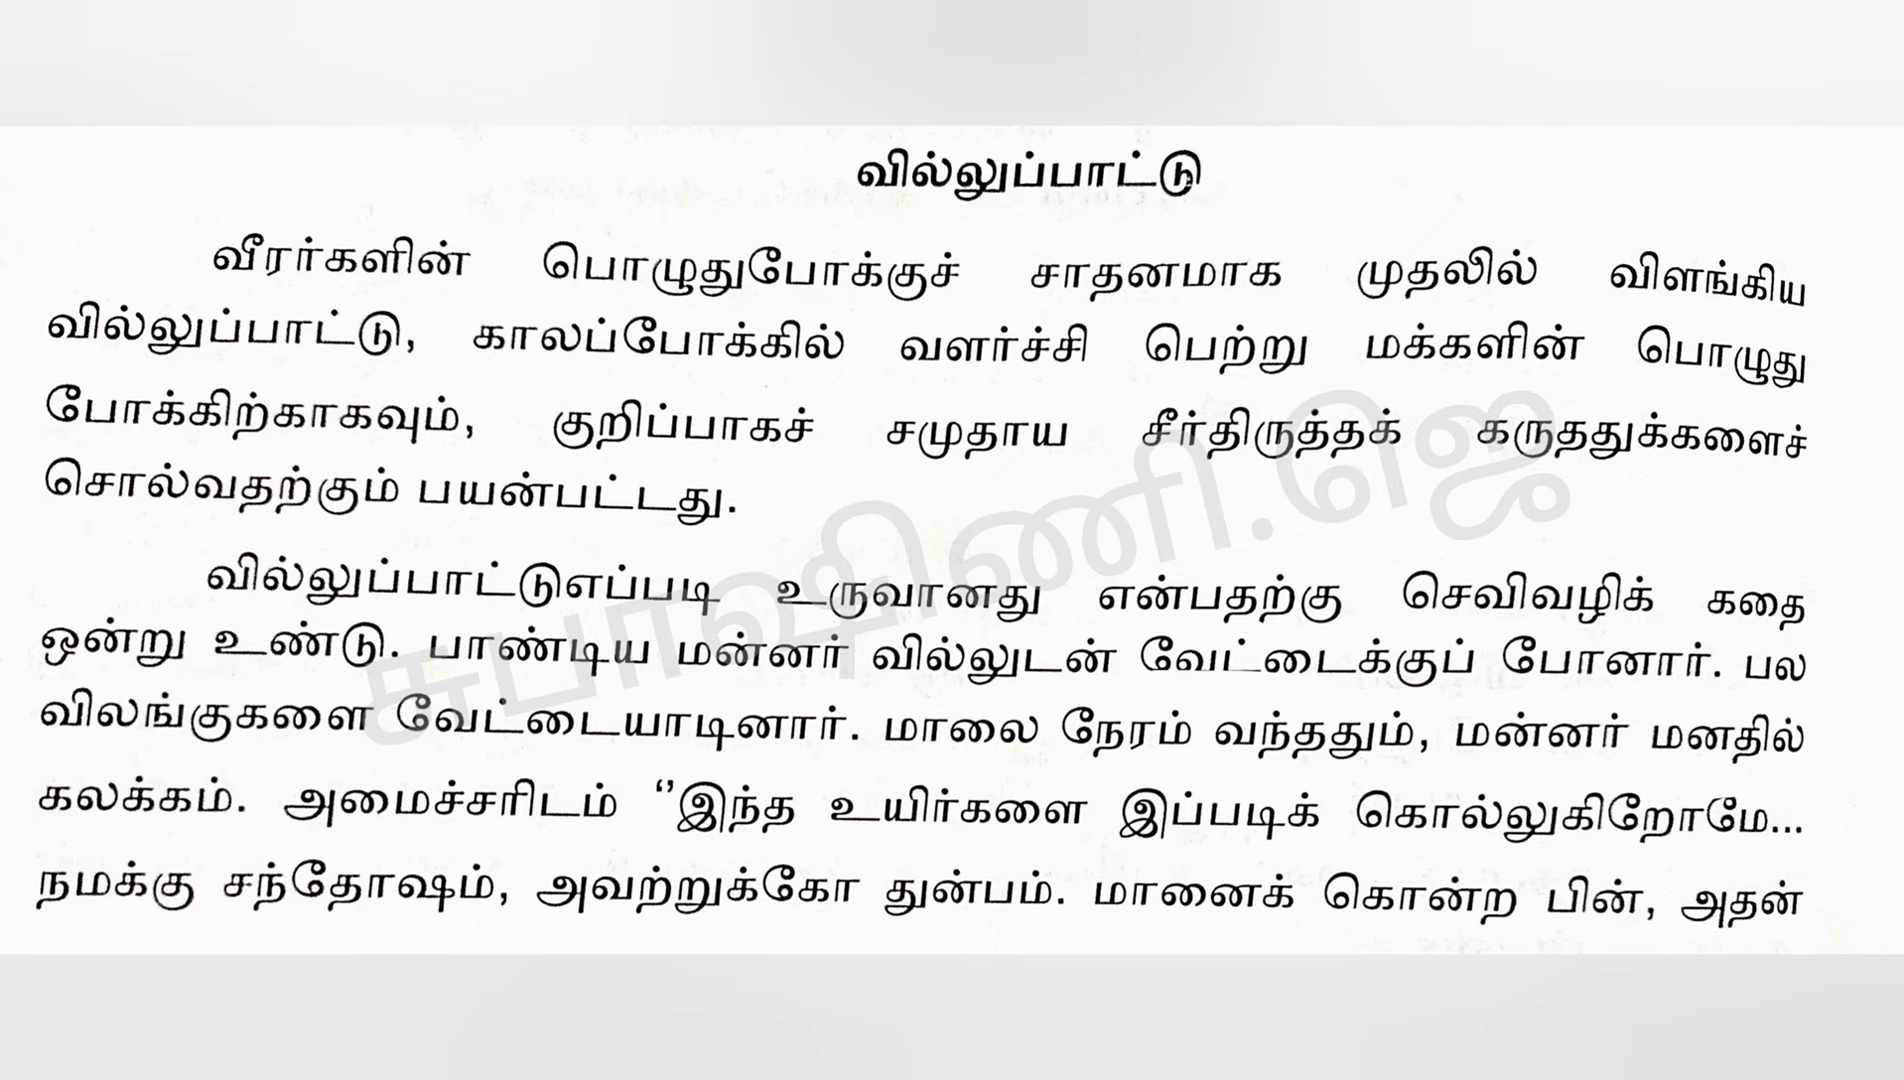 வில்லுப்பாட்டு
வீரர்களின் பொழுதுபோக்குச் சாதனமாக முதலில் விளங்கிய
வில்லுப்பாட்டு, காலப்போக்கில் வளர்ச்சி பெற்று மக்களின் பொழுது
போக்கிற்காகவும், குறிப்பாகச் சமுதாய சீர்திருத்தக் கருதததுக்களைச்
சொல்வதற்கும் பயன்பட்டது.
வில்லுப்பாட்டுஎப்படி உருவானது என்பதற்கு செவிவழிக் கதை
ஒன்று உண்டு. பாண்டிய மன்னர் வில்லுடன் வேட்டைக்குப் போனார். பல
விலங்குகளை வேட்டையாடினார். மாலை நேரம் வந்ததும், மன்னர் மனதில்
கலக்கம். அமைச்சரிடம் "இந்த உயிர்களை இப்படிக் கொல்லுகிறோமே...
நமக்கு சந்தோஷம், அவற்றுக்கோ துன்பம். மானைக் கொன்ற பின், அதன்
சுபாஷினி.ஜெ